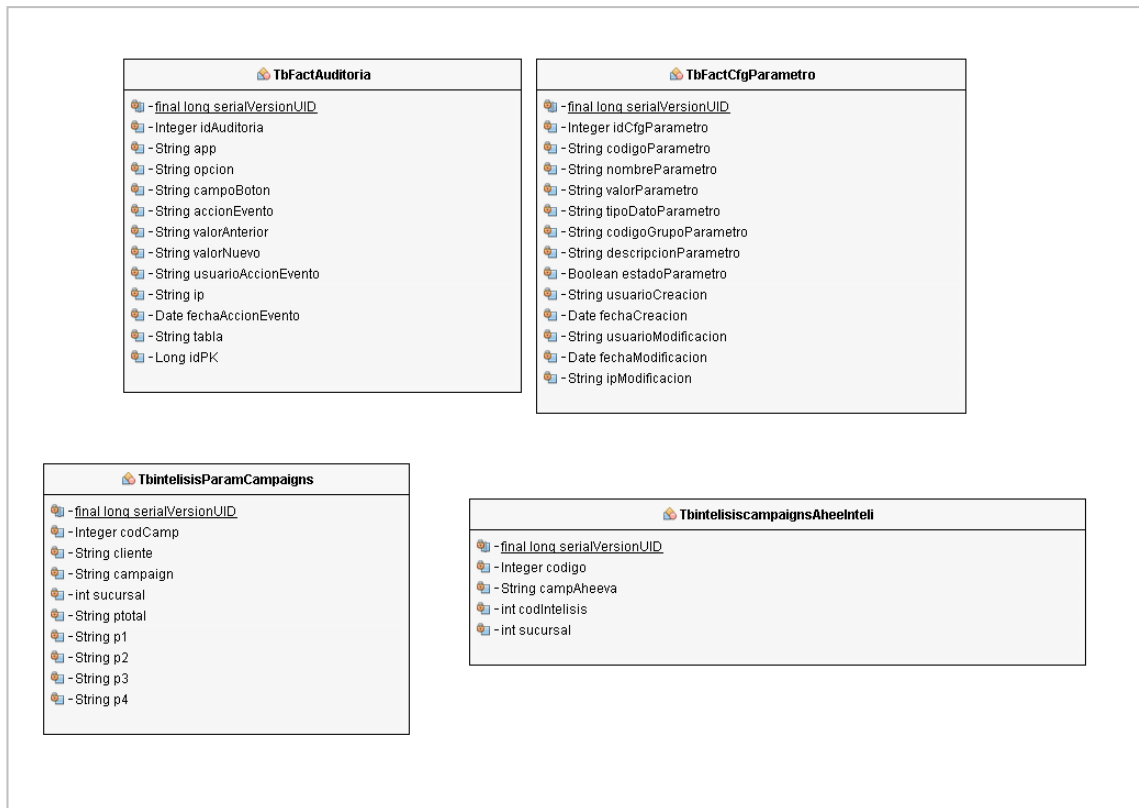 TbFactAuditoria
-final long serialVersionUID
-Integer idAuditoria
-String app
-String opcion
-String campoBoton
-String accionEvento
-String valorAnterior
-String valorNuevo
-String usuarioAccionEvento
-String ip
-Date fechaAccionEvento
-String tabla
-Long idPK
TbFactCfgParametro
-final long serialVersionUID
-Integer idCfgParametro
-String codigoParametro
-String nombreParametro
-String valorParametro
-String tipoDatoParametro
-String codigoGrupoParametro
-String descripcionParametro
-Boolean estadoParametro
-String usuarioCreacion
-Date fechaCreacion
-String usuarioModificacion
-Date fechaModificacion
-String ipModificacion
TbintelisisParamCampaigns
-final long serialVersionUID
-Integer codCamp
-String cliente
-String campaign
-int sucursal
-String ptotal
-String p1
-String p2
-String p3
-String p4
TbintelisiscampaignsAheeInteli
-final long serialVersionUID
-Integer codigo
-String campAheeva
-int codIntelisis
-int sucursal